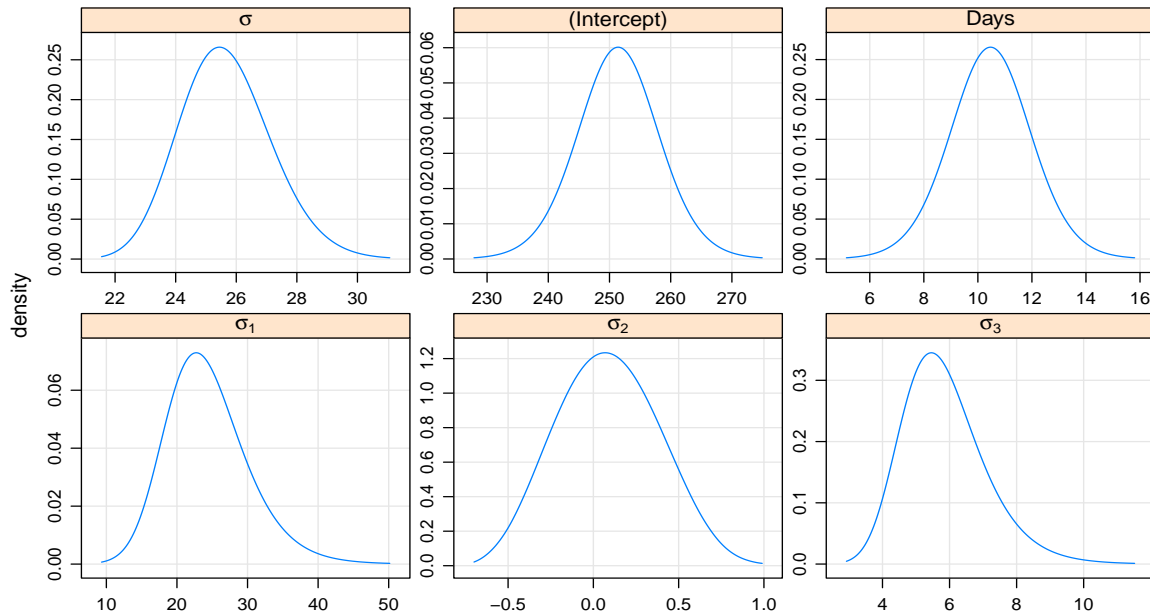 σ (Intercept) Days
0.00 0.05 0.10 0.15 0.20 0.25
0.00 0.01 0.02 0.03 0.04 0.05 0.06
0.00 0.05 0.10 0.15 0.20 0.25
22 24 26 28 30
230 240 250 260 270
6 8 10 12 14 16
density
σ₁ σ₂ σ₃
0.00 0.02 0.04 0.06
0.0 0.2 0.4 0.6 0.8 1.0 1.2
0.0 0.1 0.2 0.3
10 20 30 40 50
−0.5 0.0 0.5 1.0
4 6 8 10